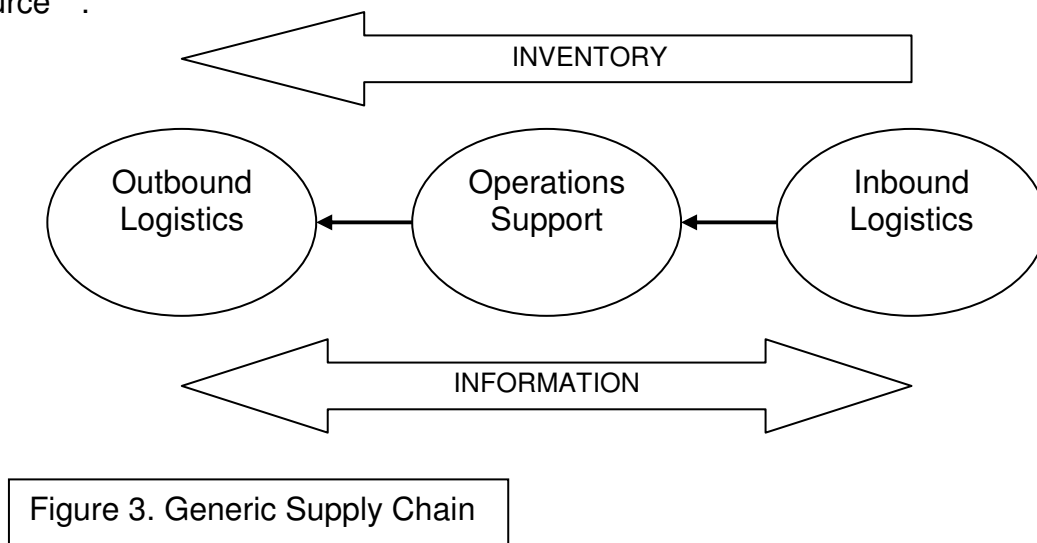 INVENTORY
Outbound
Logistics
Operations
Support
Inbound
Logistics
INFORMATION
Figure 3. Generic Supply Chain